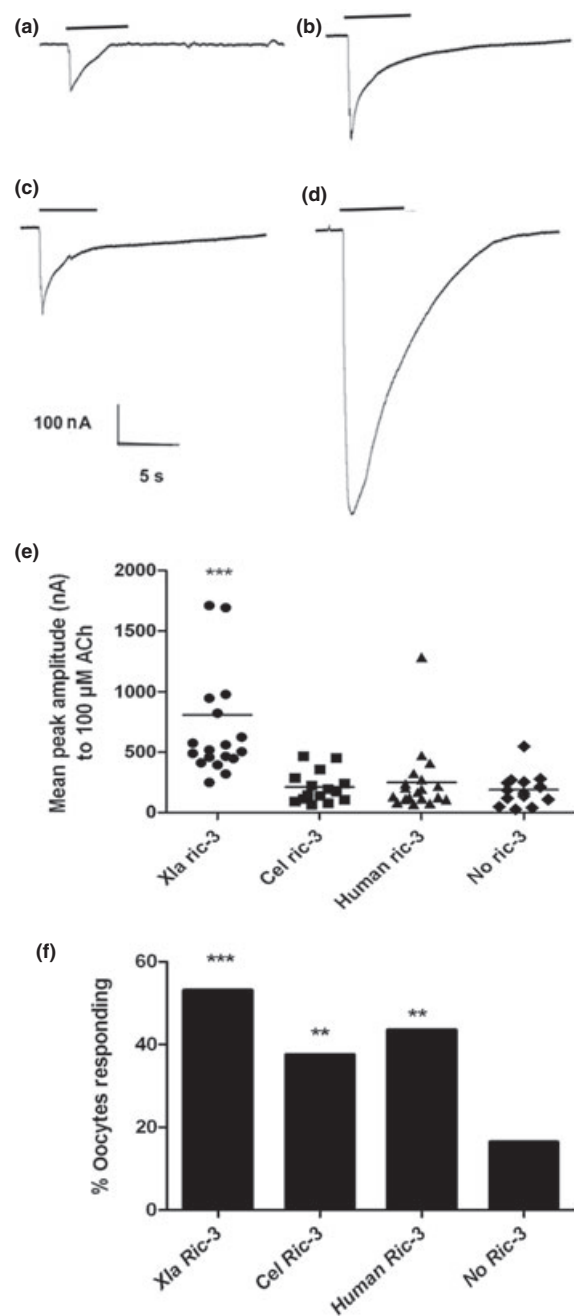 (a)
(b)
(c)
(d)
100 nA
5 s
(e)
Mean peak amplitude (nA)
to 100 µM ACh
2000
1500
1000
500
0
***
Xla ric-3
Cel ric-3
Human ric-3
No ric-3
(f)
% Oocytes responding
60
40
20
0
***
**
**
Xla Ric-3
Cel Ric-3
Human Ric-3
No Ric-3